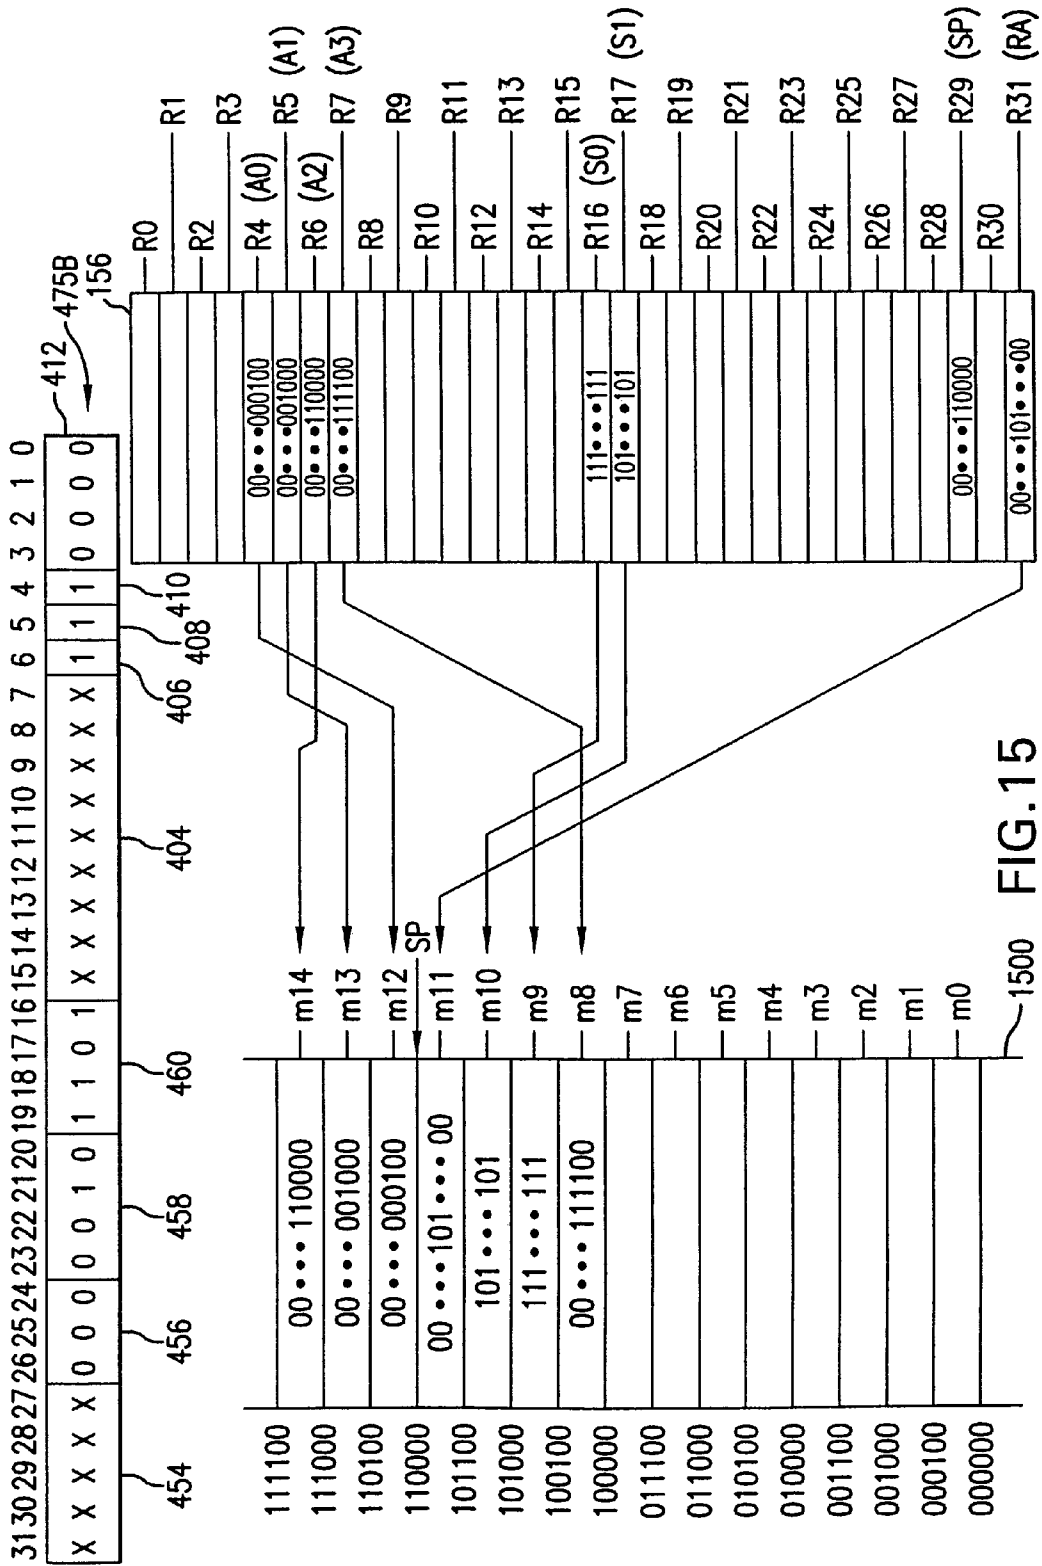 31 30 29 28 27 26 25 24 23 22 21 20 19 18 17 16 15 14 13 12 11 10 9 8 7 6 5 4 3 2 1 0
X X X X X 0 0 0 0 0 1 0 1 1 0 1 X X X X X X X X X 1 1 1 0 0 0 0
412
475B
454
456
458
460
404
406
408
410
156
111100
111000
110100
110000
101100
101000
100100
100000
011100
011000
010100
010000
001100
001000
000100
000000
00•••110000
00•••001000
00•••000100
00•••101•••00
101•••101
111•••111
00•••111100
m14
m13
m12
SP
m11
m10
m9
m8
m7
m6
m5
m4
m3
m2
m1
m0
1500
00•••000100
00•••001000
00•••110000
00•••111100
111•••111
101•••101
00•••110000
00•••101•••00
R0
R1
R2
R3
R4 (A0)
R5 (A1)
R6 (A2)
R7 (A3)
R8
R9
R10
R11
R12
R13
R14
R15
R16 (S0)
R17 (S1)
R18
R19
R20
R21
R22
R23
R24
R25
R26
R27
R28
R29 (SP)
R30
R31 (RA)
FIG.15